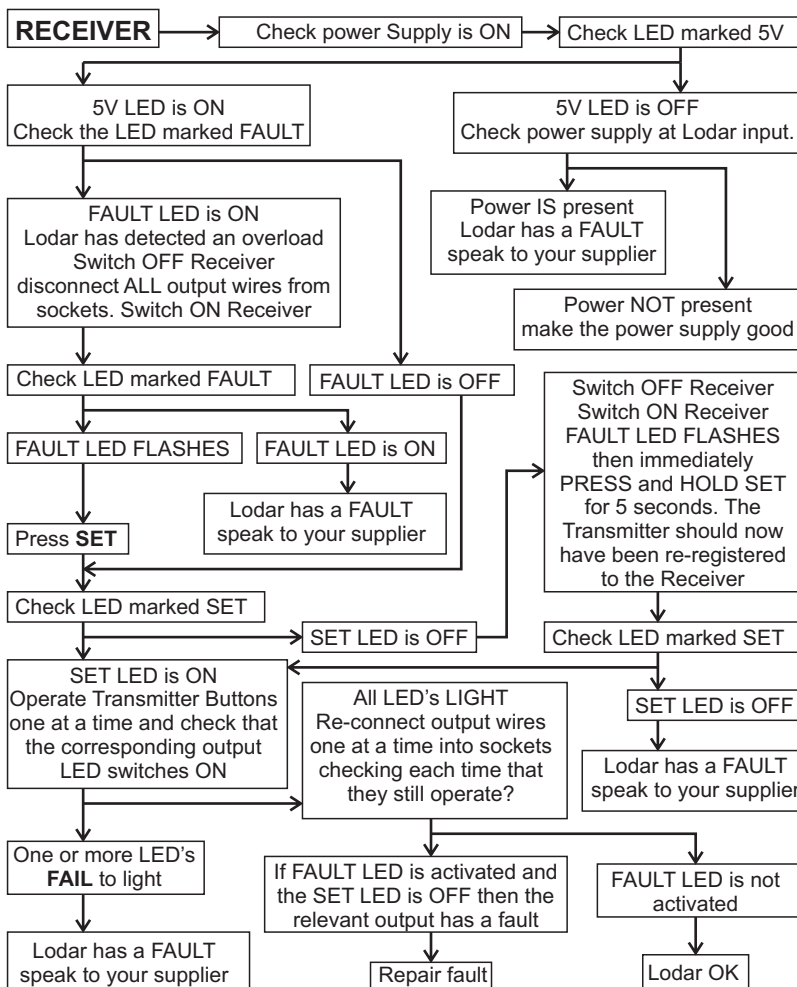 RECEIVER
Check power Supply is ON
Check LED marked 5V
5V LED is ON
Check the LED marked FAULT
5V LED is OFF
Check power supply at Lodar input.
FAULT LED is ON
Lodar has detected an overload
Switch OFF Receiver
disconnect ALL output wires from
sockets. Switch ON Receiver
Power IS present
Lodar has a FAULT
speak to your supplier
Power NOT present
make the power supply good
Check LED marked FAULT
FAULT LED is OFF
Switch OFF Receiver
Switch ON Receiver
FAULT LED FLASHES
then immediately
PRESS and HOLD SET
for 5 seconds. The
Transmitter should now
have been re-registered
to the Receiver
FAULT LED FLASHES
FAULT LED is ON
Lodar has a FAULT
speak to your supplier
Press SET
Check LED marked SET
SET LED is OFF
Check LED marked SET
SET LED is ON
Operate Transmitter Buttons
one at a time and check that
the corresponding output
LED switches ON
All LED's LIGHT
Re-connect output wires
one at a time into sockets
checking each time that
they still operate?
SET LED is OFF
Lodar has a FAULT
speak to your supplier
One or more LED's
FAIL to light
If FAULT LED is activated and
the SET LED is OFF then the
relevant output has a fault
FAULT LED is not
activated
Lodar has a FAULT
speak to your supplier
Repair fault
Lodar OK